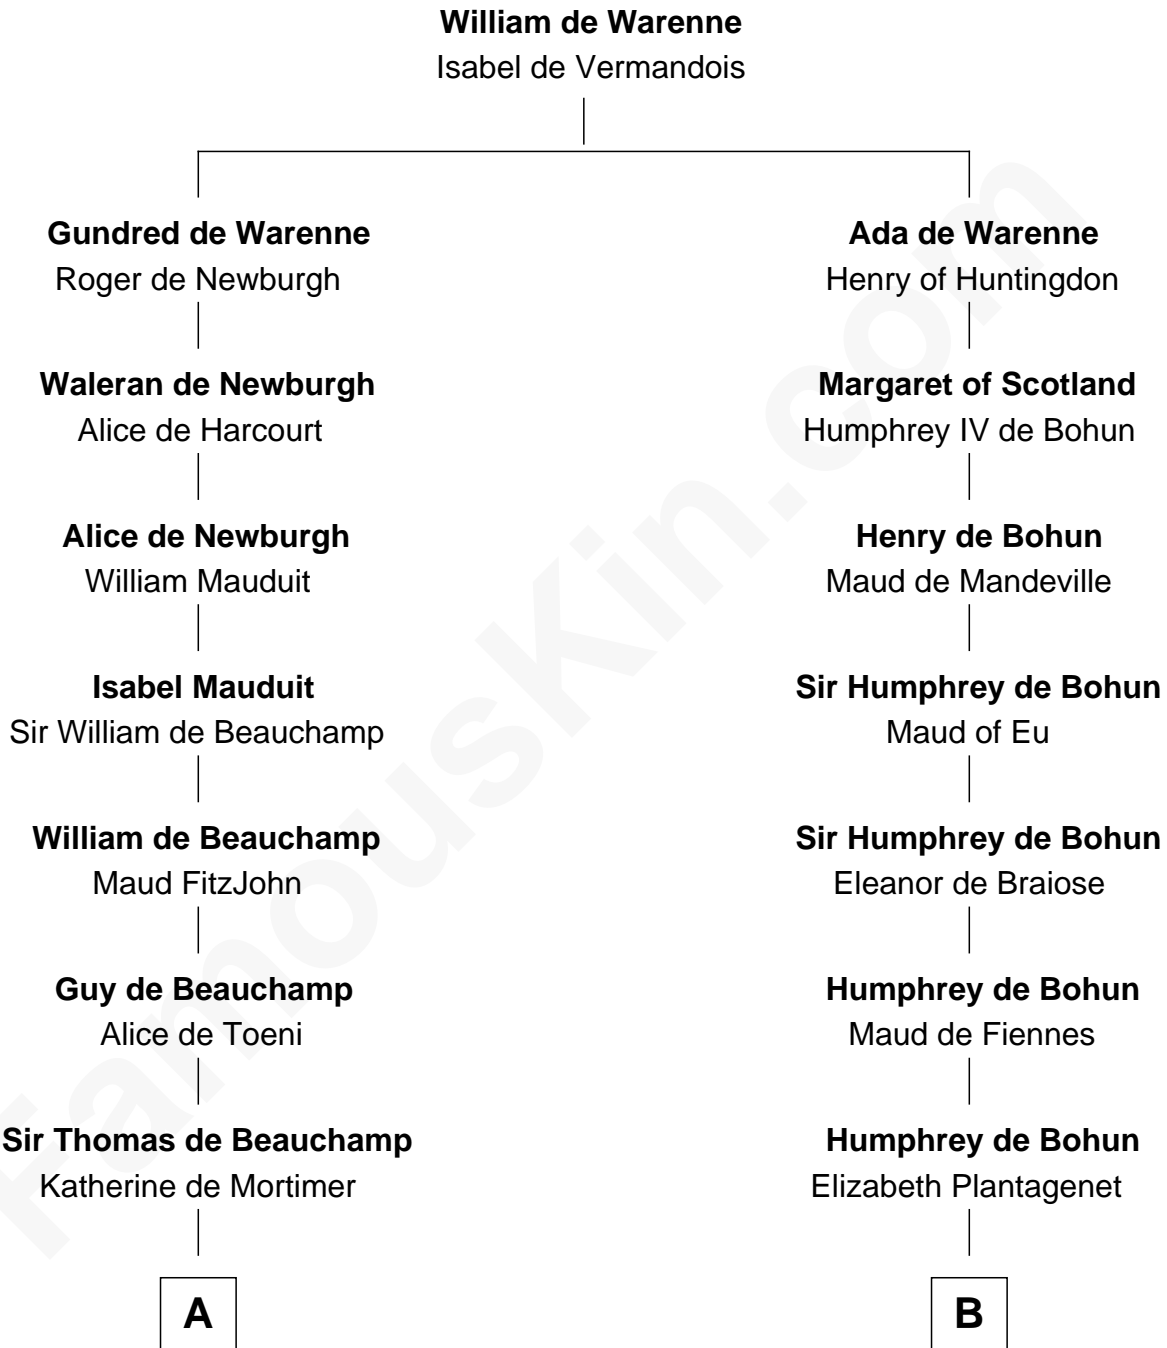 William de Warenne
Isabel de Vermandois
Gundred de Warenne
Roger de Newburgh
Ada de Warenne
Henry of Huntingdon
Waleran de Newburgh
Alice de Harcourt
Margaret of Scotland
Humphrey IV de Bohun
Alice de Newburgh
William Mauduit
Henry de Bohun
Maud de Mandeville
Isabel Mauduit
Sir William de Beauchamp
Sir Humphrey de Bohun
Maud of Eu
William de Beauchamp
Maud FitzJohn
Sir Humphrey de Bohun
Eleanor de Braiose
Guy de Beauchamp
Alice de Toeni
Humphrey de Bohun
Maud de Fiennes
Sir Thomas de Beauchamp
Katherine de Mortimer
Humphrey de Bohun
Elizabeth Plantagenet
A
B
FamousKin.com